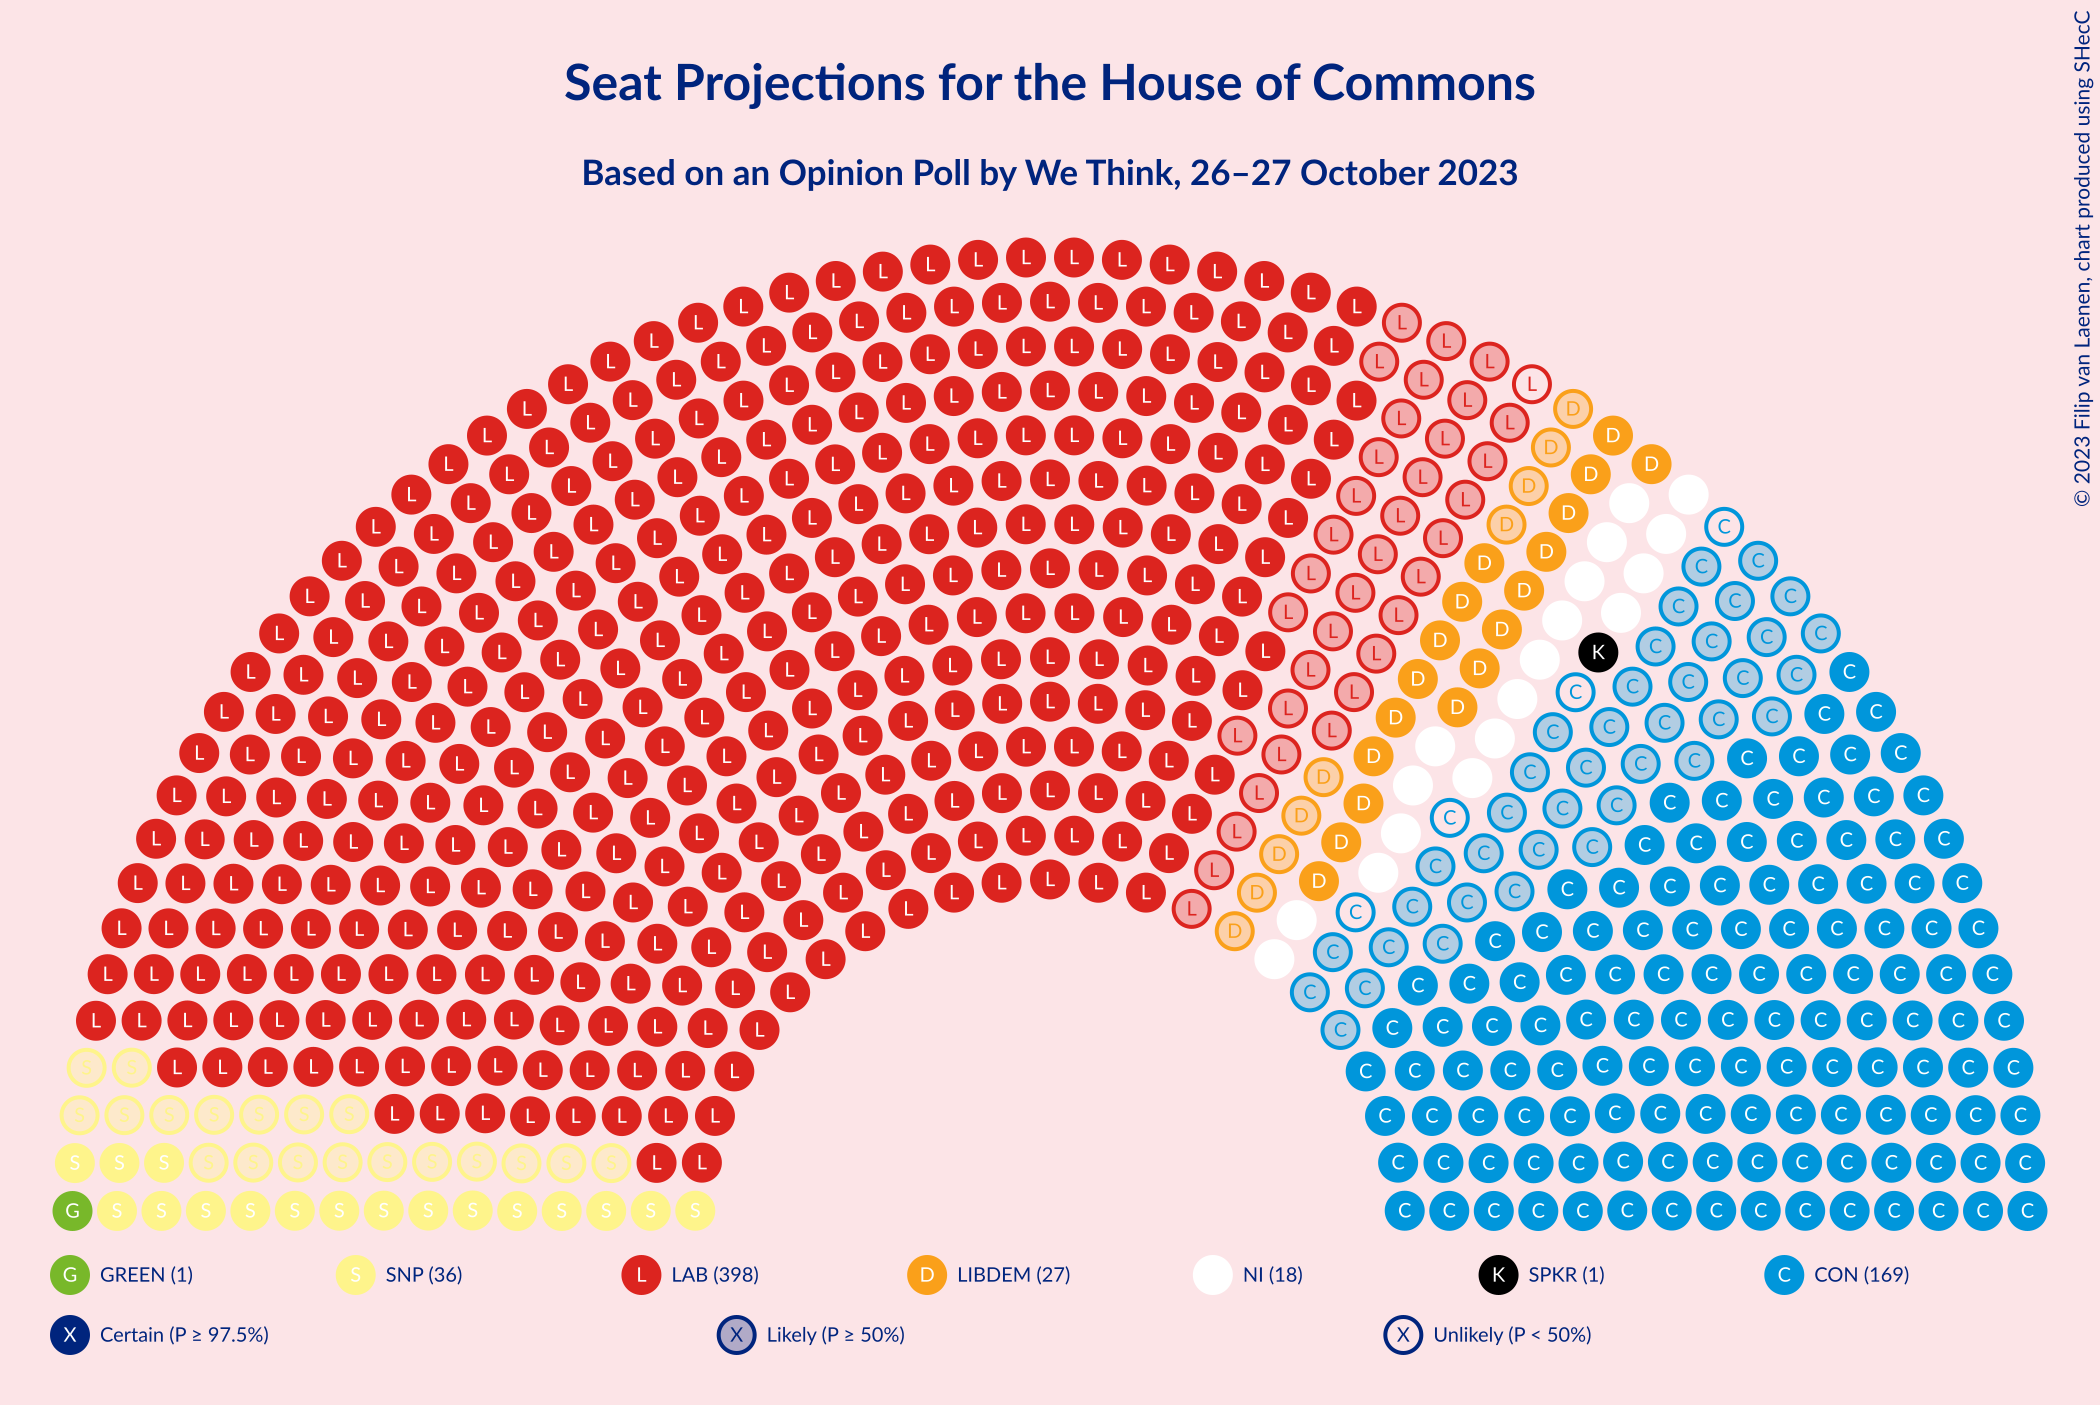 Seat Projections for the House of Commons
Based on an Opinion Poll by We Think, 26–27 October 2023
© 2023 Filip van Laenen, chart produced using SHecC
G GREEN (1) S SNP (36) L LAB (398) D LIBDEM (27) NI (18) K SPKR (1) C CON (169)
X Certain (P ≥ 97.5%) X Likely (P ≥ 50%) X Unlikely (P < 50%)